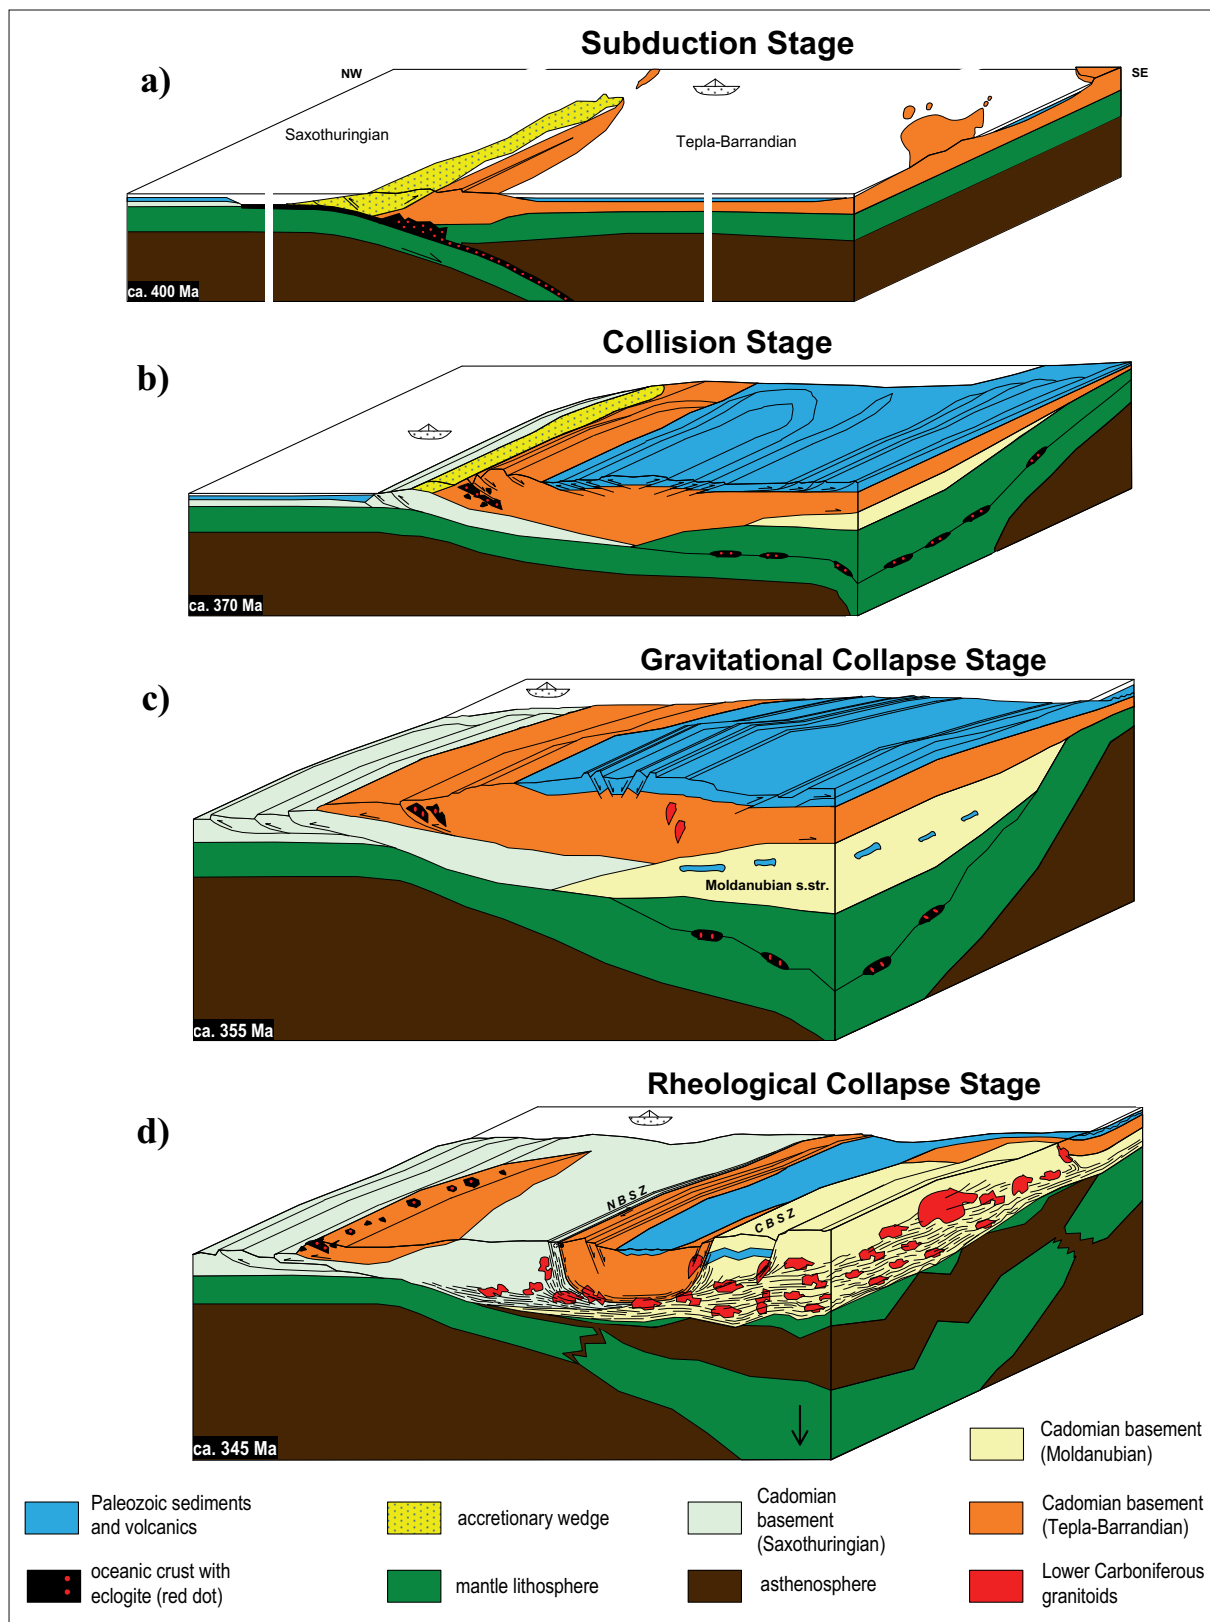 Subduction Stage
a)
NW
SE
Saxothuringian
Tepla-Barrandian
ca. 400 Ma
Collision Stage
b)
ca. 370 Ma
Gravitational Collapse Stage
c)
Moldanubian s.str.
ca. 355 Ma
Rheological Collapse Stage
d)
NBSZ
CBSZ
ca. 345 Ma
Cadomian basement
(Moldanubian)
Paleozoic sediments
and volcanics
accretionary wedge
Cadomian
basement
(Saxothuringian)
Cadomian basement
(Tepla-Barrandian)
oceanic crust with
eclogite (red dot)
mantle lithosphere
asthenosphere
Lower Carboniferous
granitoids